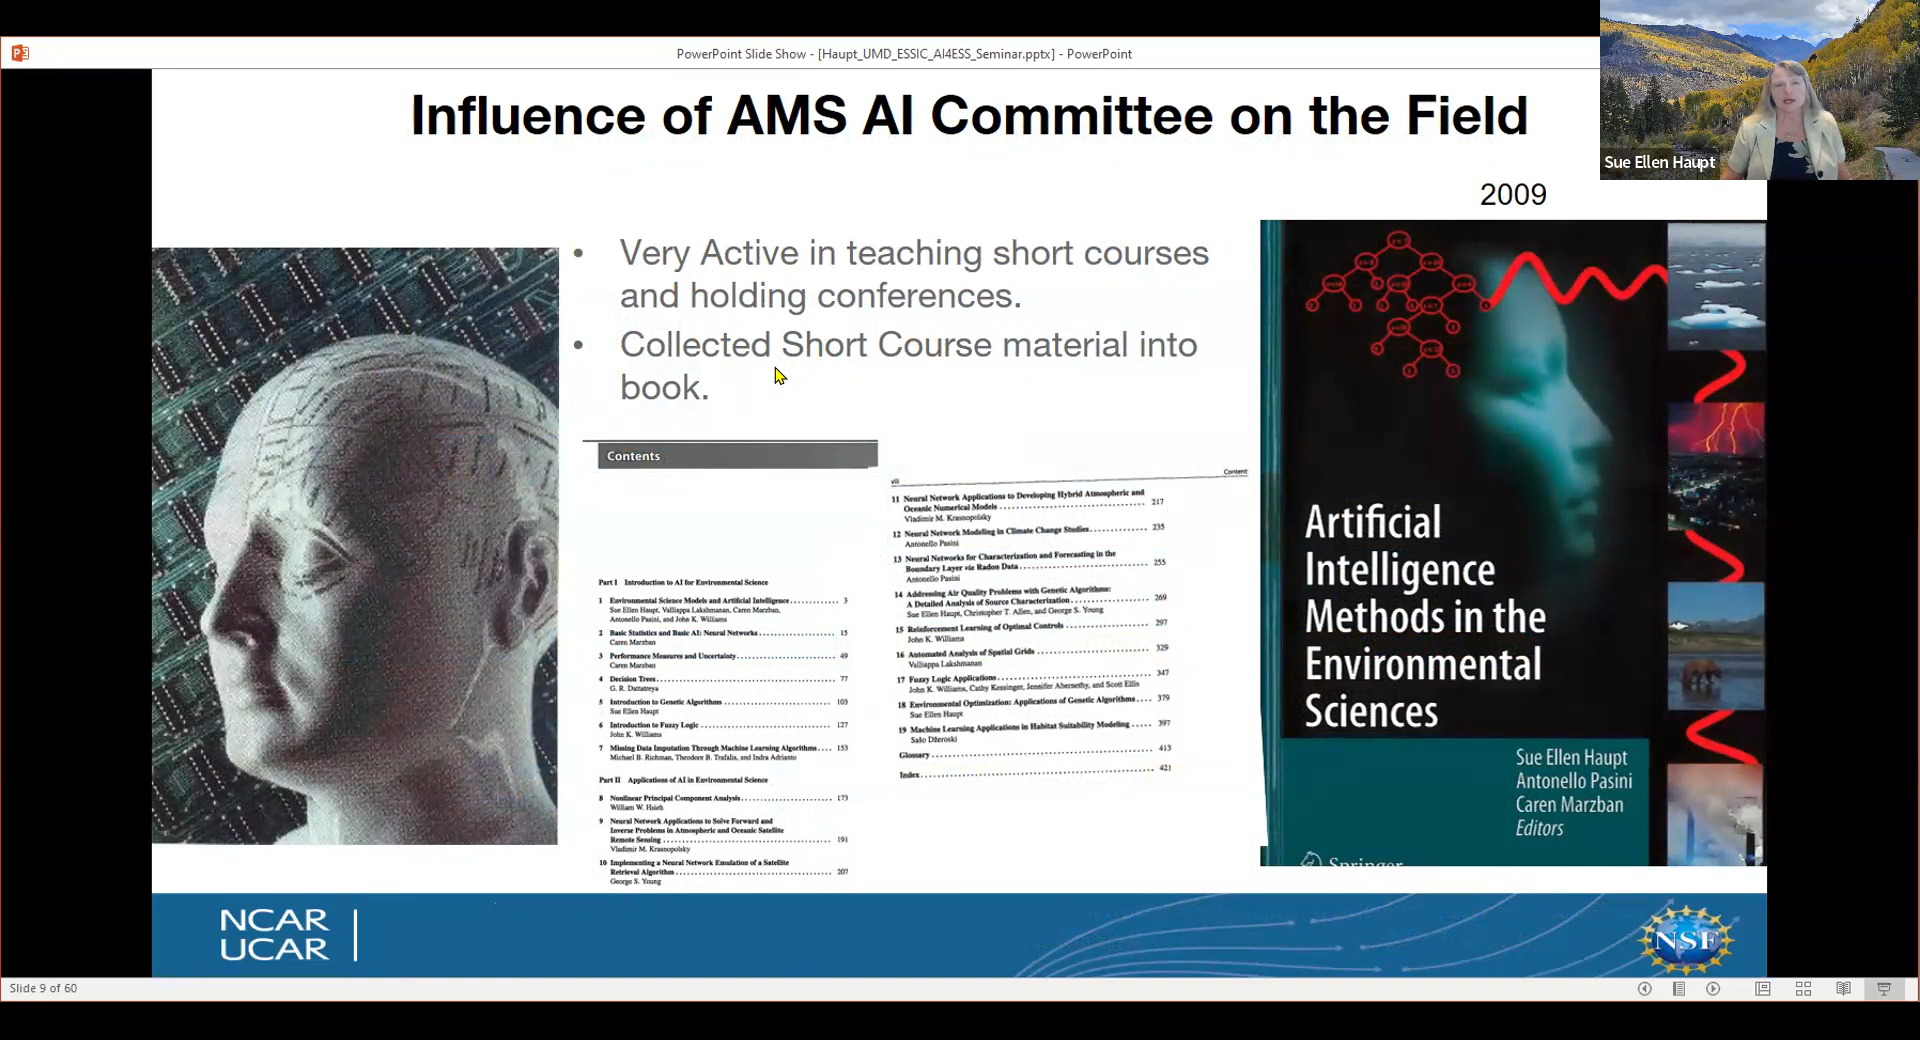 PowerPoint Slide Show - [Haupt_UMD_ESSIC_AI4ESS_Seminar.pptx] - PowerPoint
Sue Ellen Haupt
Influence of AMS AI Committee on the Field
2009
• Very Active in teaching short courses
and holding conferences.
• Collected Short Course material into
book.
Contents
Part I Introduction to AI for Environmental Science
1 Environmental Science Models and Artificial Intelligence 3
Sue Ellen Haupt, Valliappa Lakshmanan, Caren Marzban,
Antonello Pasini, and John K. Williams
2 Basic Statistics and Basic AI: Neural Networks 15
Caren Marzban
3 Performance Measures and Uncertainty 49
Caren Marzban
4 Decision Trees 77
G. R. Dattatreya
5 Introduction to Genetic Algorithms 103
Sue Ellen Haupt
6 Introduction to Fuzzy Logic 127
John K. Williams
7 Missing Data Imputation Through Machine Learning Algorithms 153
Michael B. Richman, Theodore B. Trafalis, and Indra Adrianto
Part II Applications of AI in Environmental Science
8 Nonlinear Principal Component Analysis 173
William W. Hsieh
9 Neural Network Applications to Solve Forward and
Inverse Problems in Atmospheric and Oceanic Satellite
Remote Sensing 191
Vladimir M. Krasnopolsky
10 Implementing a Neural Network Emulation of a Satellite
Retrieval Algorithm 207
George S. Young
viii Content
11 Neural Network Applications to Developing Hybrid Atmospheric and
Oceanic Numerical Models 217
Vladimir M. Krasnopolsky
12 Neural Network Modeling in Climate Change Studies 235
Antonello Pasini
13 Neural Networks for Characterization and Forecasting in the
Boundary Layer via Radon Data 255
Antonello Pasini
14 Addressing Air Quality Problems with Genetic Algorithms:
A Detailed Analysis of Source Characterization 269
Sue Ellen Haupt, Christopher T. Allen, and George S. Young
15 Reinforcement Learning of Optimal Controls 297
John K. Williams
16 Automated Analysis of Spatial Grids 329
Valliappa Lakshmanan
17 Fuzzy Logic Applications 347
John K. Williams, Cathy Kessinger, Jennifer Abernethy, and Scott Ellis
18 Environmental Optimization: Applications of Genetic Algorithms 379
Sue Ellen Haupt
19 Machine Learning Applications in Habitat Suitability Modeling 397
Sašo Džeroski
Glossary 413
Index 421
Artificial
Intelligence
Methods in the
Environmental
Sciences
Sue Ellen Haupt
Antonello Pasini
Caren Marzban
Editors
Springer
NCAR
UCAR
NSF
Slide 9 of 60